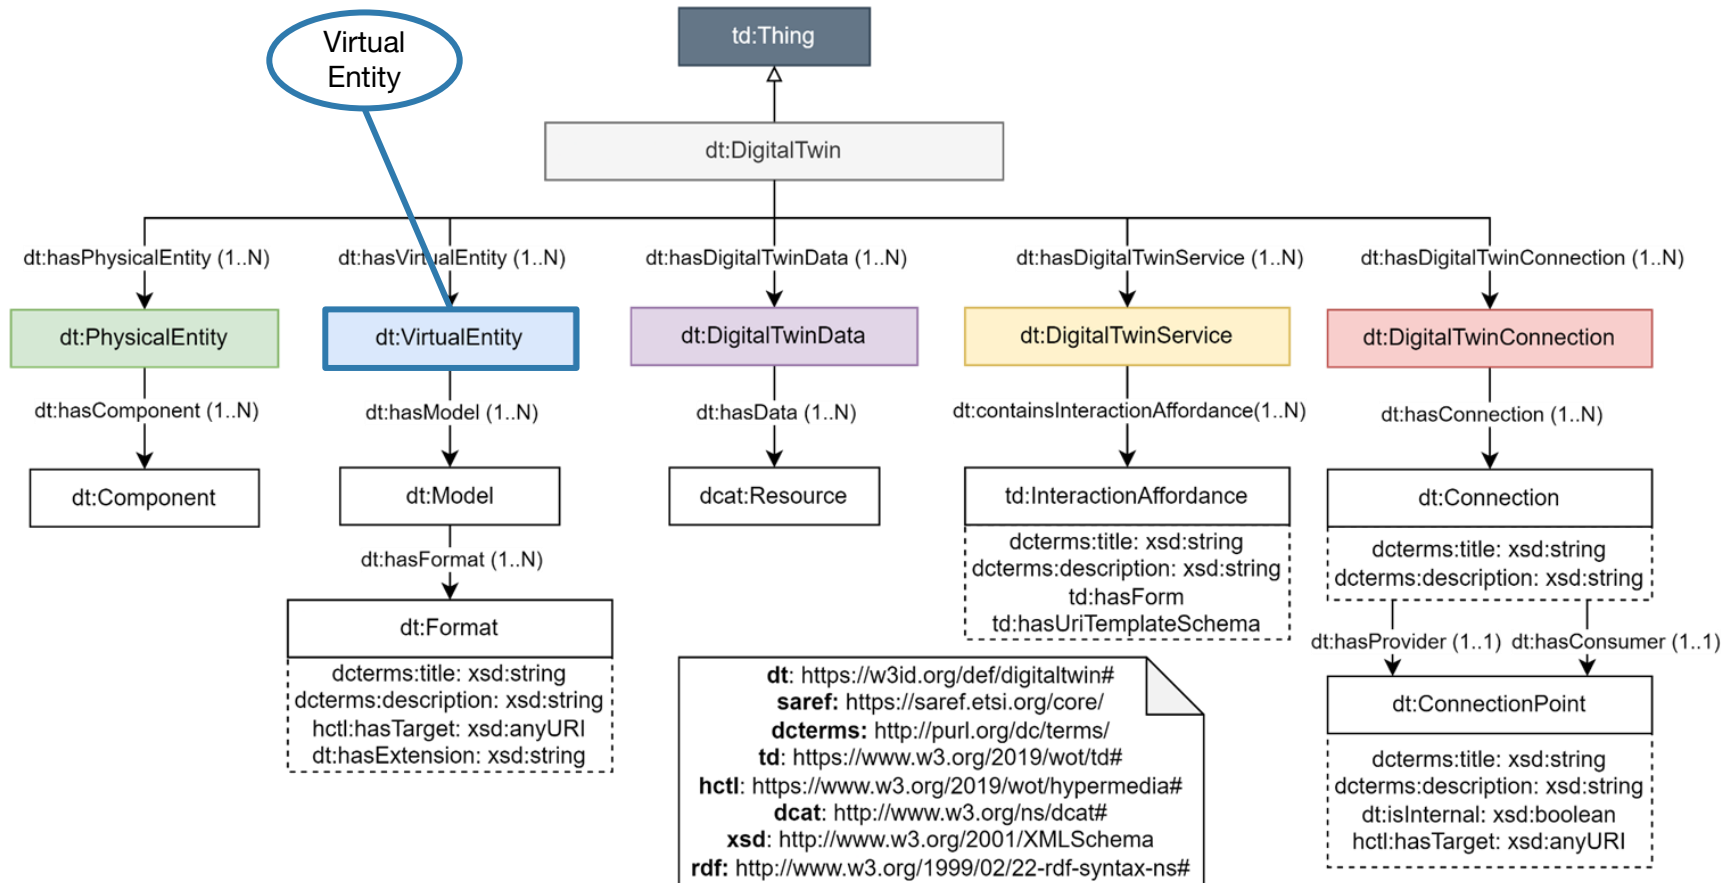 Virtual
Entity
td:Thing
dt:DigitalTwin
dt:hasPhysicalEntity (1..N)
dt:hasVirtualEntity (1..N)
dt:hasDigitalTwinData (1..N)
dt:hasDigitalTwinService (1..N)
dt:hasDigitalTwinConnection (1..N)
dt:PhysicalEntity
dt:VirtualEntity
dt:DigitalTwinData
dt:DigitalTwinService
dt:DigitalTwinConnection
dt:hasComponent (1..N)
dt:hasModel (1..N)
dt:hasData (1..N)
dt:containsInteractionAffordance(1..N)
dt:hasConnection (1..N)
dt:Component
dt:Model
dcat:Resource
td:InteractionAffordance
dcterms:title: xsd:string
dcterms:description: xsd:string
td:hasForm
td:hasUriTemplateSchema
dt:Connection
dcterms:title: xsd:string
dcterms:description: xsd:string
dt:hasFormat (1..N)
dt:Format
dcterms:title: xsd:string
dcterms:description: xsd:string
hctl:hasTarget: xsd:anyURI
dt:hasExtension: xsd:string
dt:hasProvider (1..1)
dt:hasConsumer (1..1)
dt:ConnectionPoint
dcterms:title: xsd:string
dcterms:description: xsd:string
dt:isInternal: xsd:boolean
hctl:hasTarget: xsd:anyURI
dt: https://w3id.org/def/digitaltwin#
saref: https://saref.etsi.org/core/
dcterms: http://purl.org/dc/terms/
td: https://www.w3.org/2019/wot/td#
hctl: https://www.w3.org/2019/wot/hypermedia#
dcat: http://www.w3.org/ns/dcat#
xsd: http://www.w3.org/2001/XMLSchema
rdf: http://www.w3.org/1999/02/22-rdf-syntax-ns#